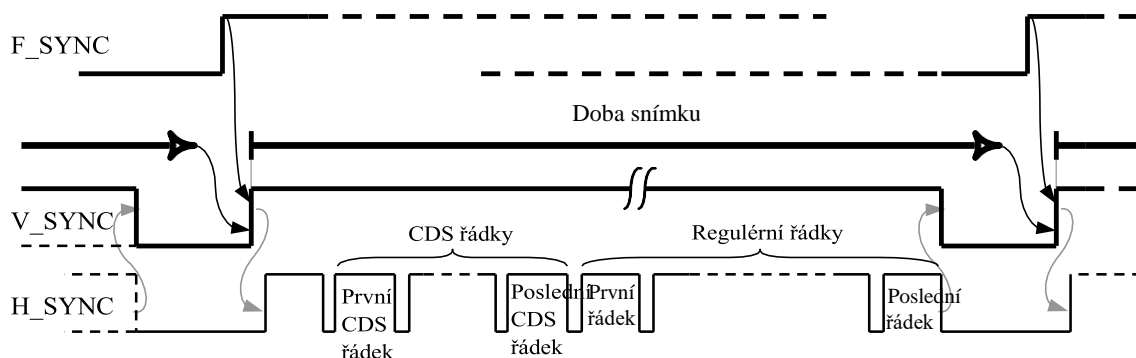 F_SYNC
Doba snímku
V_SYNC
CDS řádky
Regulérní řádky
H_SYNC
První
CDS
řádek
Poslední
CDS
řádek
První
řádek
Poslední
řádek